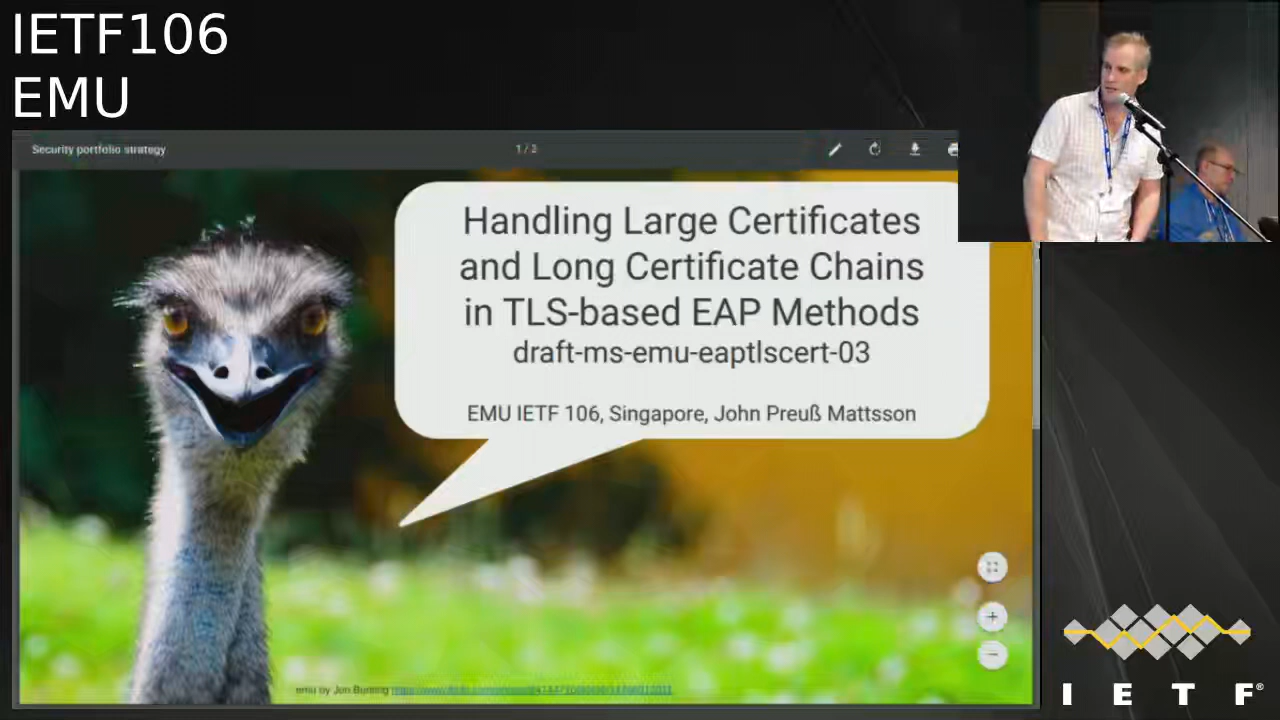 IETF106
EMU
Security portfolio strategy
1 / 3
Handling Large Certificates
and Long Certificate Chains
in TLS-based EAP Methods
draft-ms-emu-eaptlscert-03
EMU IETF 106, Singapore, John Preuß Mattsson
emu by Jon Bunting
I E T F®